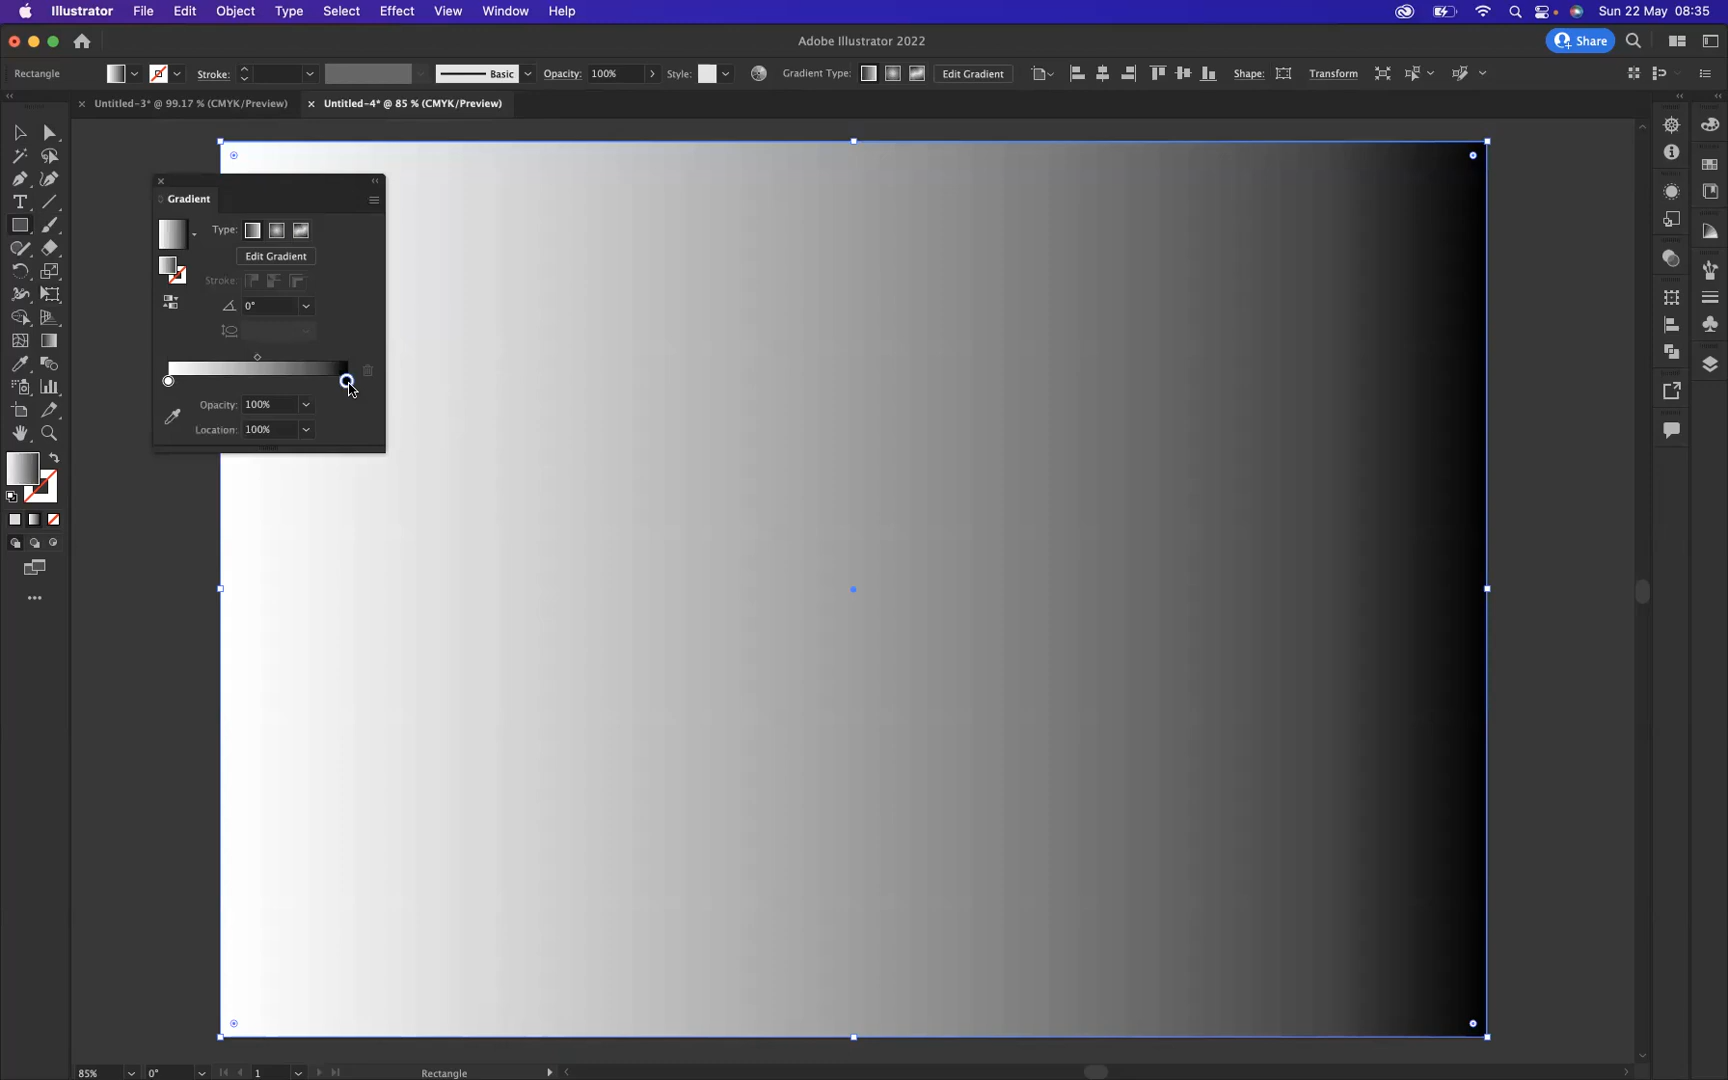 Illustrator File Edit Object Type Select Effect View Window Help Sun 22 May 08:35
Adobe Illustrator 2022 Share
Rectangle Stroke: Basic Opacity: 100% Style: Gradient Type: Edit Gradient Shape: Transform
Untitled-3* @ 99.17 % (CMYK/Preview) Untitled-4* @ 85 % (CMYK/Preview)
Gradient
Type:
Edit Gradient
Stroke:
0°
Opacity: 100%
Location: 100%
85% 0° 1 Rectangle